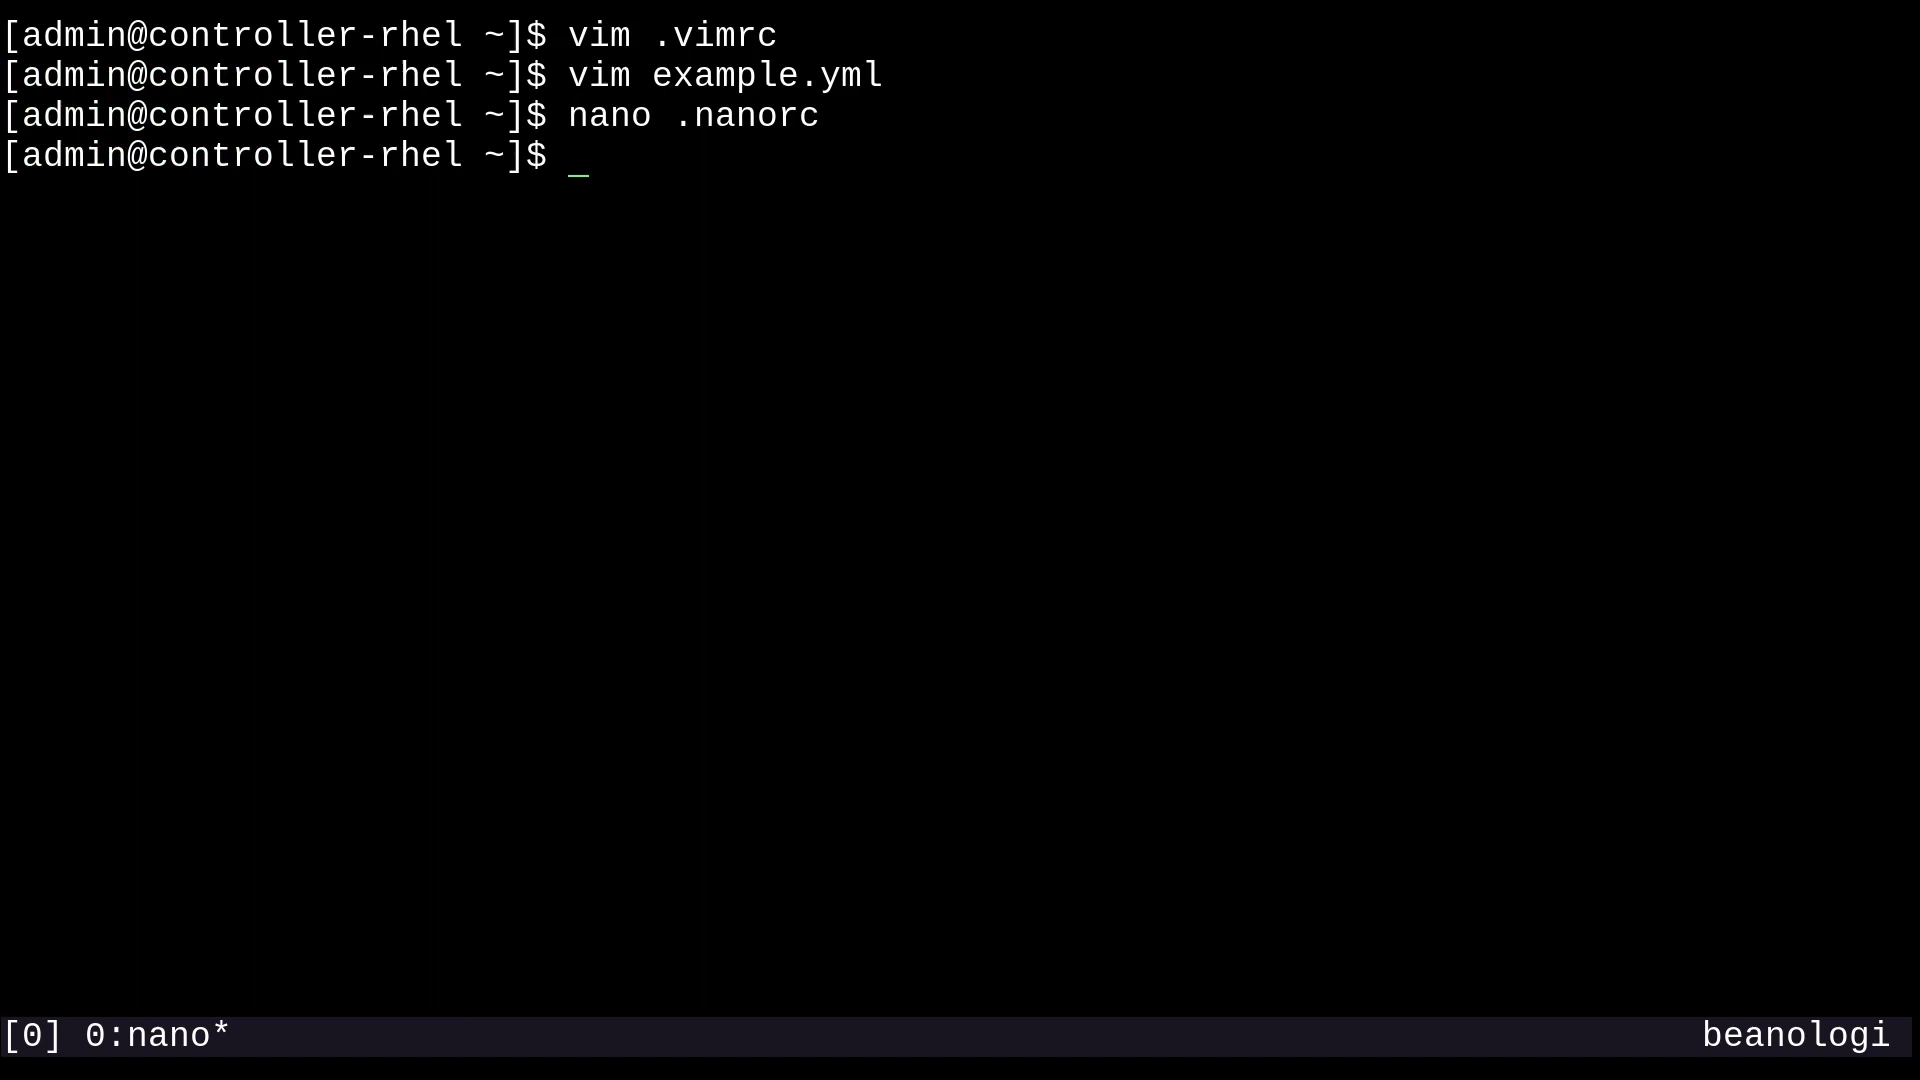 [admin@controller-rhel ~]$ vim .vimrc
[admin@controller-rhel ~]$ vim example.yml
[admin@controller-rhel ~]$ nano .nanorc
[admin@controller-rhel ~]$ _
[0] 0:nano* beanologi